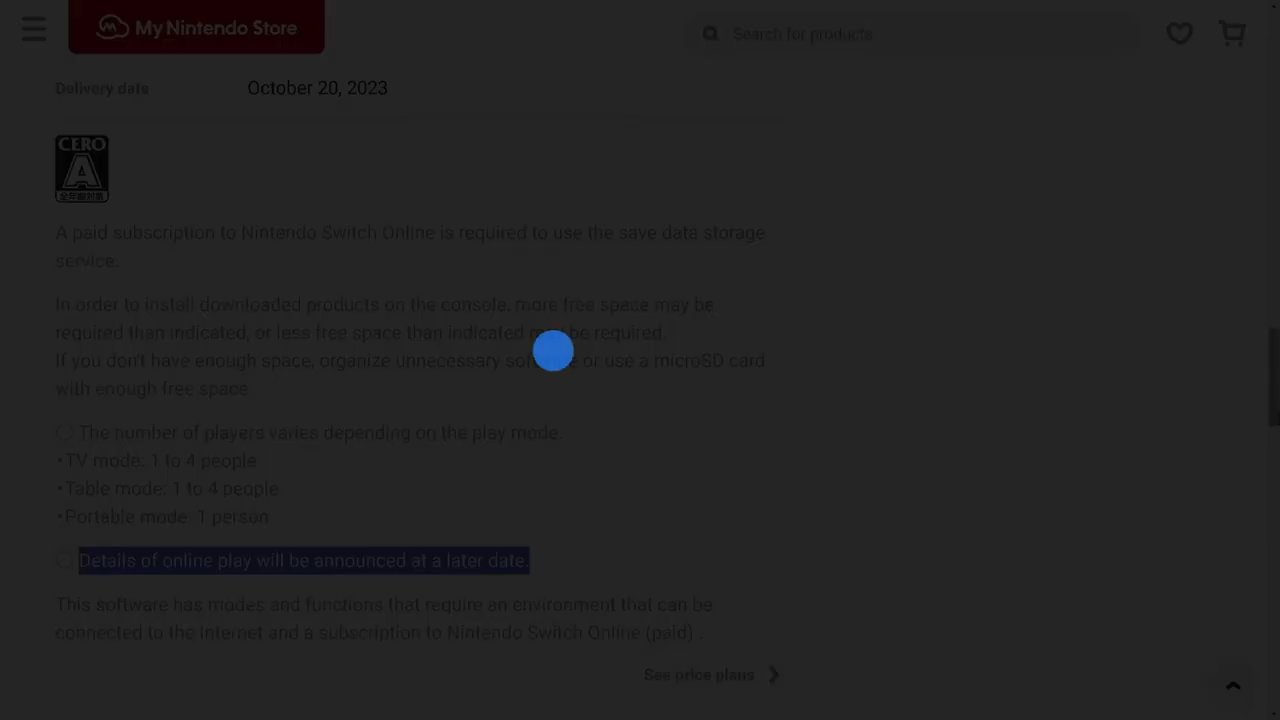 My Nintendo Store
Search for products
Delivery date
October 20, 2023
CERO
A
全年齢対象
A paid subscription to Nintendo Switch Online is required to use the save data storage
service.
In order to install downloaded products on the console, more free space may be
required than indicated, or less free space than indicated may be required.
If you don't have enough space, organize unnecessary software or use a microSD card
with enough free space.
The number of players varies depending on the play mode.
・TV mode: 1 to 4 people
・Table mode: 1 to 4 people
・Portable mode: 1 person
Details of online play will be announced at a later date.
This software has modes and functions that require an environment that can be
connected to the Internet and a subscription to Nintendo Switch Online (paid) .
See price plans